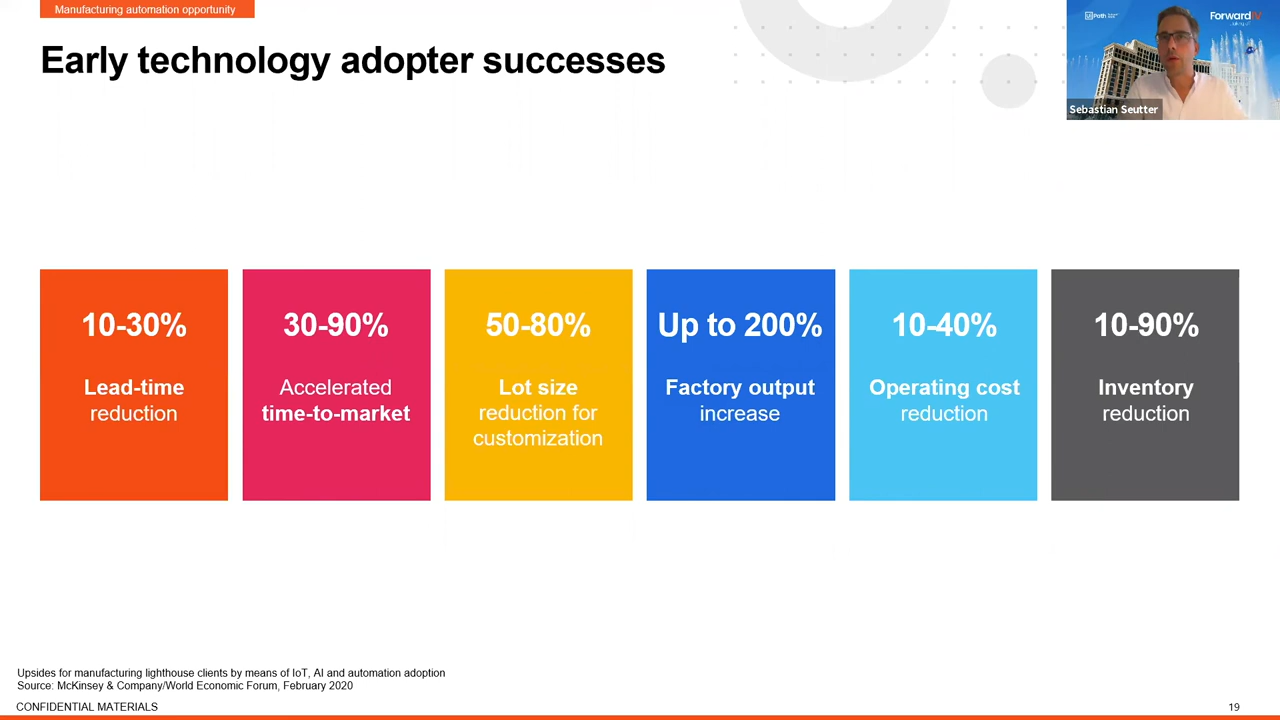 Manufacturing automation opportunity
Early technology adopter successes
Path
Forward IV
Sebastian Seutter
10-30%
Lead-time
reduction
30-90%
Accelerated
time-to-market
50-80%
Lot size
reduction for
customization
Up to 200%
Factory output
increase
10-40%
Operating cost
reduction
10-90%
Inventory
reduction
Upsides for manufacturing lighthouse clients by means of IoT, AI and automation adoption
Source: McKinsey & Company/World Economic Forum, February 2020
CONFIDENTIAL MATERIALS
19